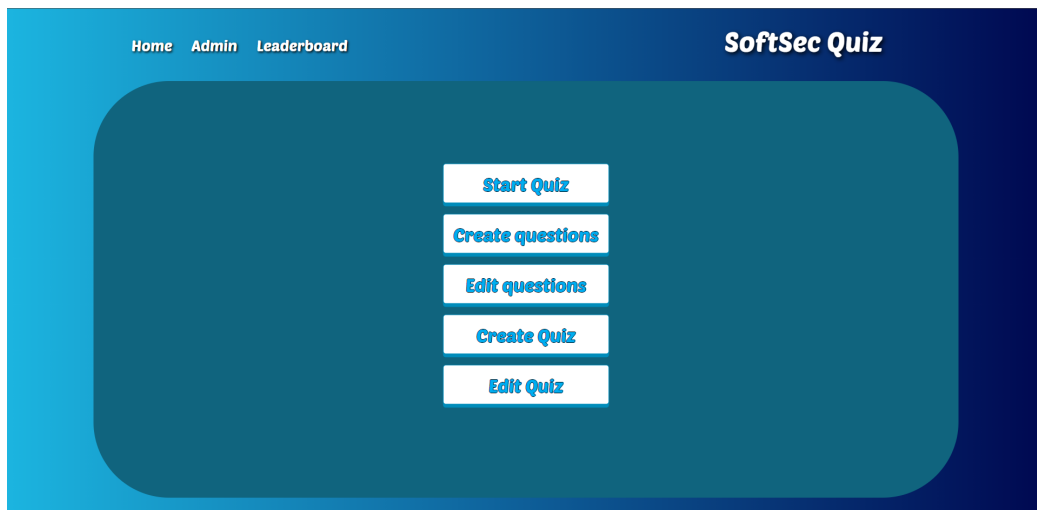 Home Admin Leaderboard SoftSec Quiz
Start Quiz
Create questions
Edit questions
Create Quiz
Edit Quiz